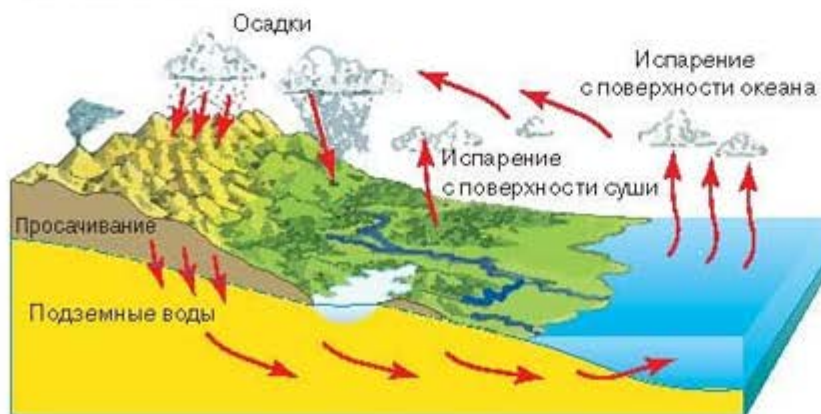 Осадки
Испарение
с поверхности океана
Испарение
с поверхности суши
Просачивание
Подземные воды